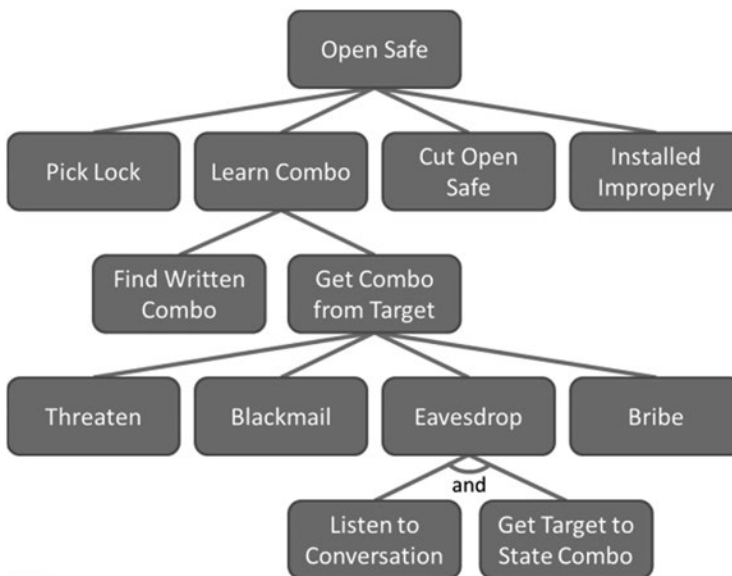 Open Safe
Pick Lock
Learn Combo
Cut Open
Safe
Installed
Improperly
Find Written
Combo
Get Combo
from Target
Threaten
Blackmail
Eavesdrop
Bribe
and
Listen to
Conversation
Get Target to
State Combo